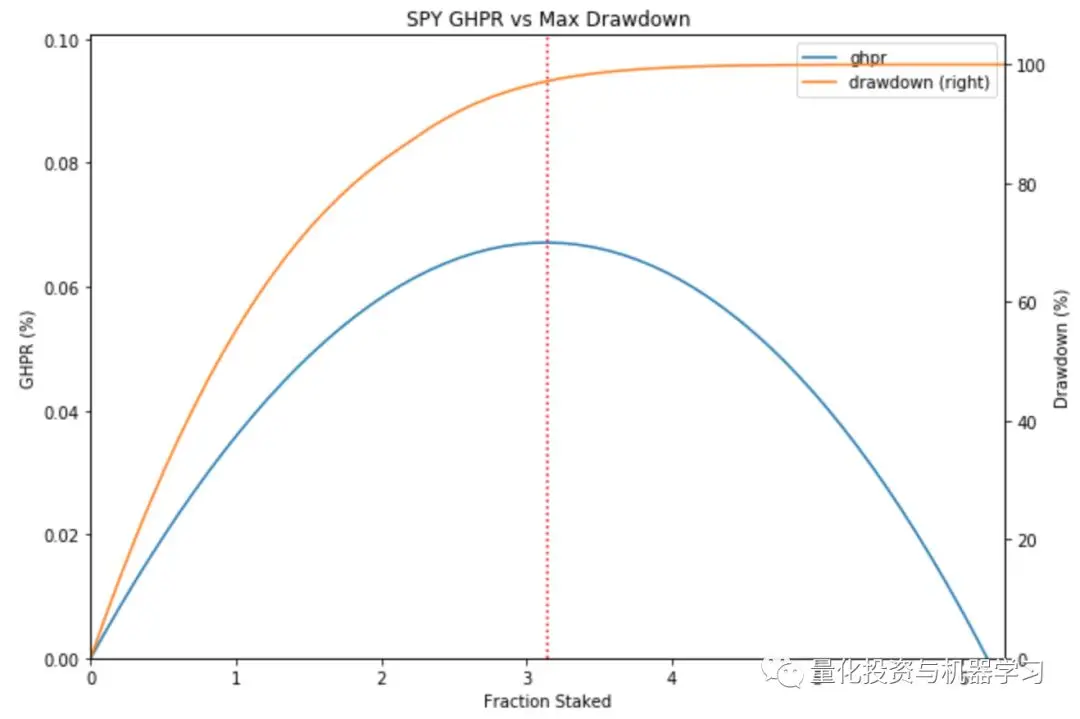 SPY GHPR vs Max Drawdown
ghpr
drawdown (right)
0.10
0.08
0.06
0.04
0.02
0.00
GHPR (%)
100
80
60
40
20
0
Drawdown (%)
0
1
2
3
4
Fraction Staked
量化投资与机器学习